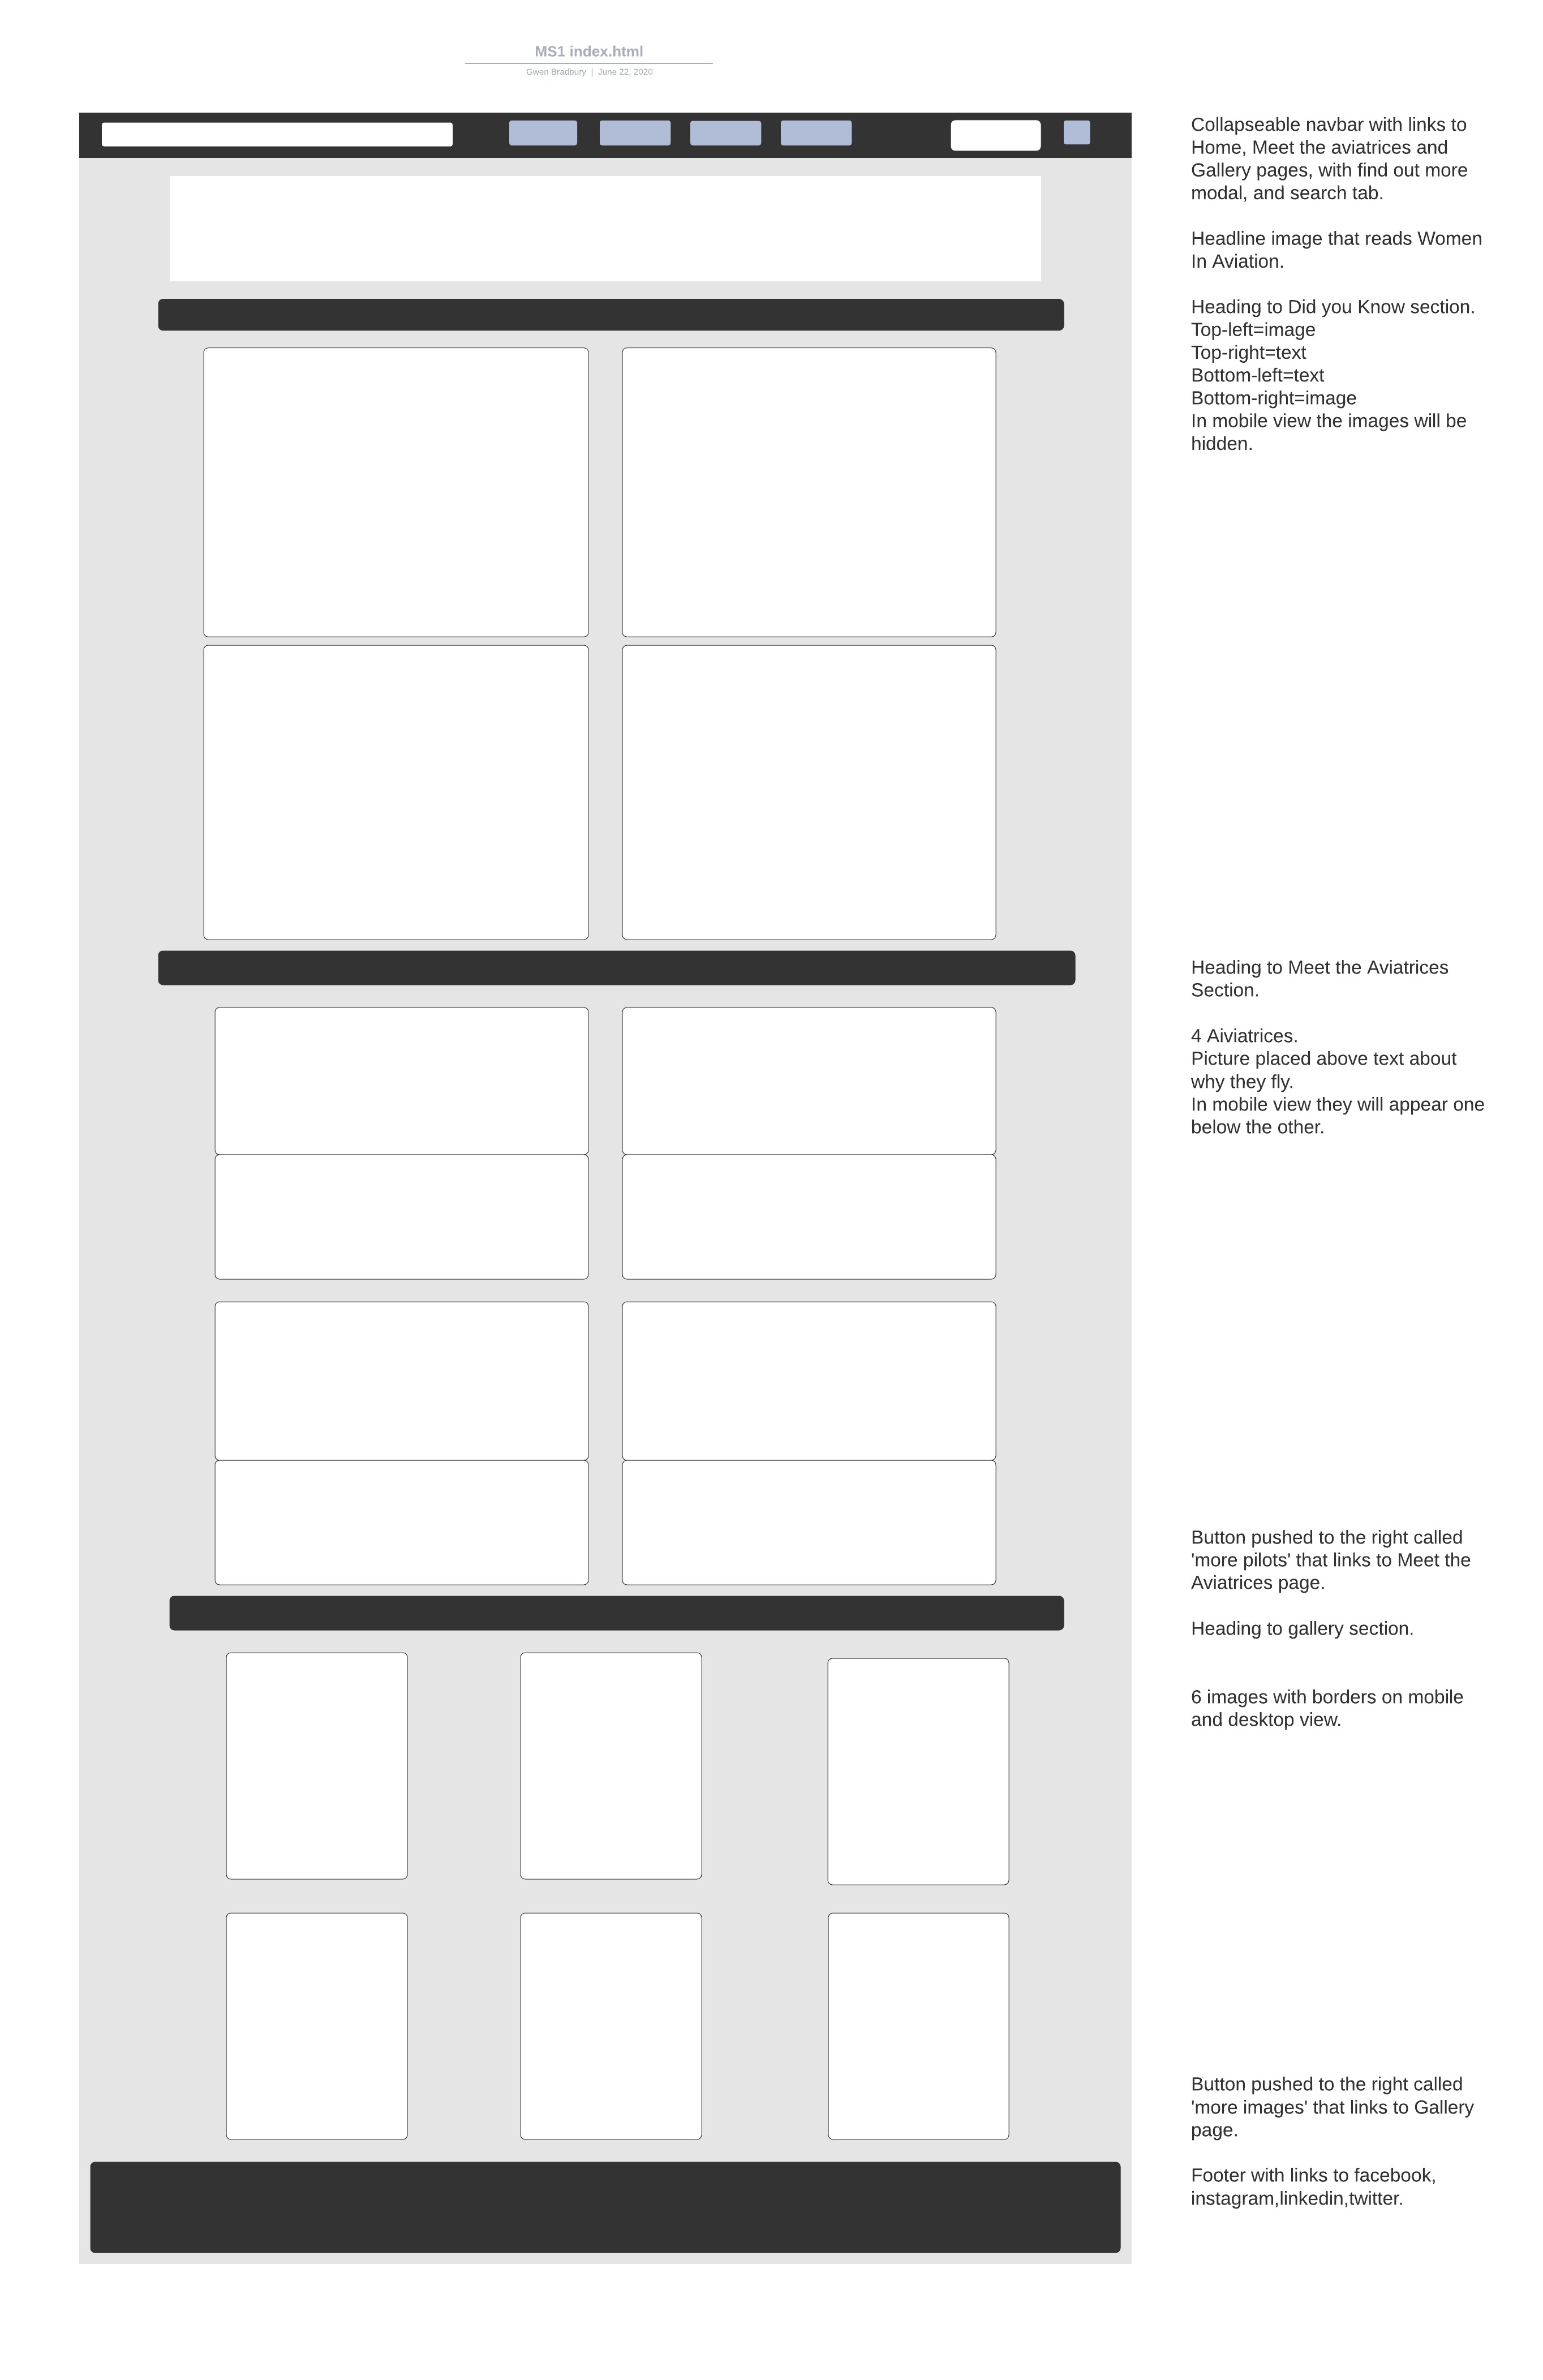 MS1 index.html
Gwen Bradbury | June 22, 2020
Collapseable navbar with links to
Home, Meet the aviatrices and
Gallery pages, with find out more
modal, and search tab.
Headline image that reads Women
In Aviation.
Heading to Did you Know section.
Top-left=image
Top-right=text
Bottom-left=text
Bottom-right=image
In mobile view the images will be
hidden.
Heading to Meet the Aviatrices
Section.
4 Aiviatrices.
Picture placed above text about
why they fly.
In mobile view they will appear one
below the other.
Button pushed to the right called
'more pilots' that links to Meet the
Aviatrices page.
Heading to gallery section.
6 images with borders on mobile
and desktop view.
Button pushed to the right called
'more images' that links to Gallery
page.
Footer with links to facebook,
instagram,linkedin,twitter.